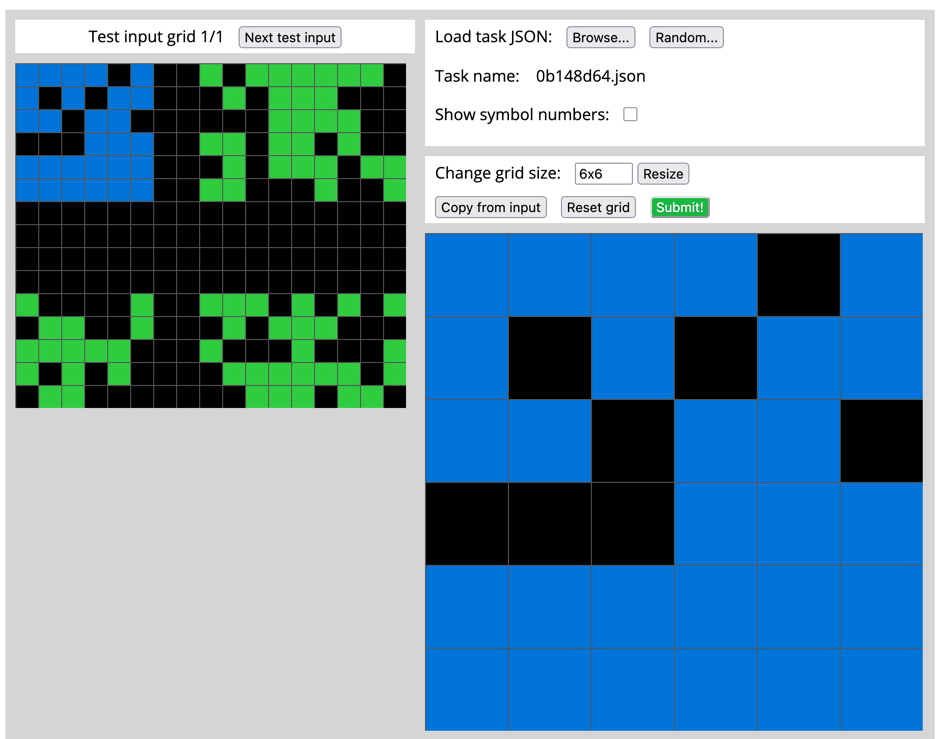 Test input grid 1/1 Next test input
Load task JSON: Browse... Random...
Task name: 0b148d64.json
Show symbol numbers:
Change grid size: 6x6 Resize
Copy from input Reset grid Submit!